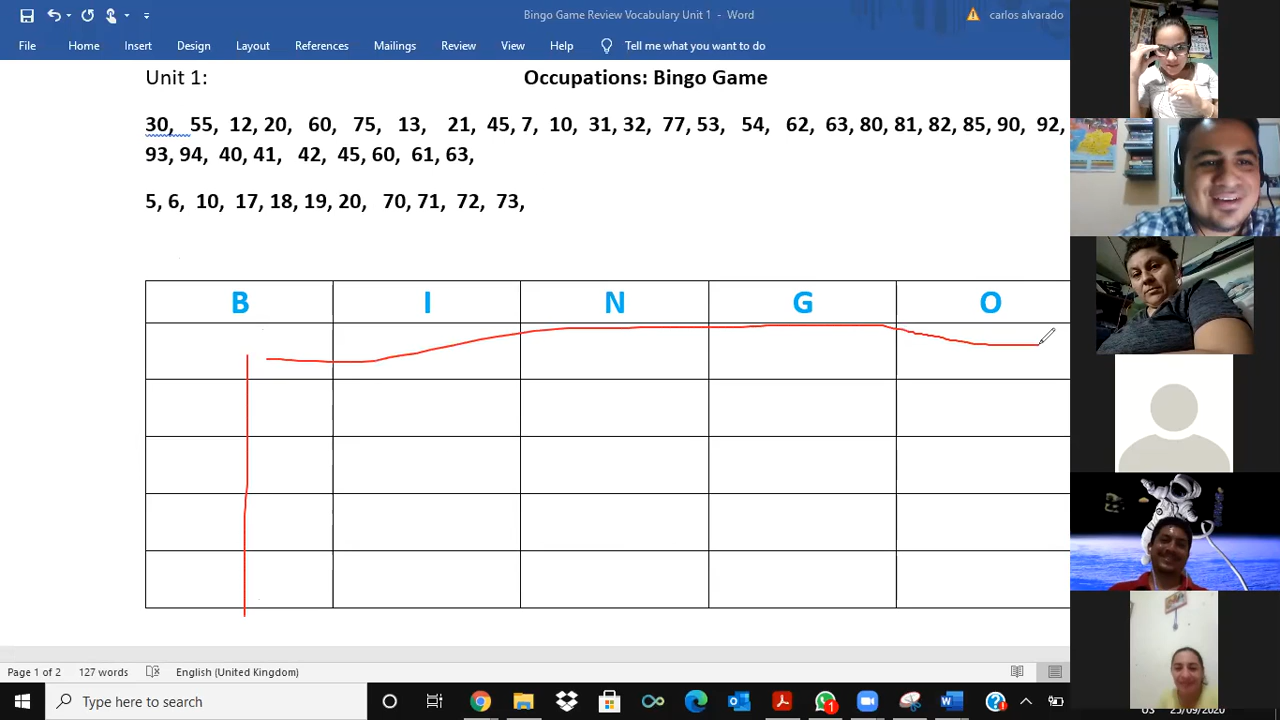 Bingo Game Review Vocabulary Unit 1 - Word
carlos alvarado
File Home Insert Design Layout References Mailings Review View Help Tell me what you want to do
Unit 1: Occupations: Bingo Game
30, 55, 12, 20, 60, 75, 13, 21, 45, 7, 10, 31, 32, 77, 53, 54, 62, 63, 80, 81, 82, 85, 90, 92,
93, 94, 40, 41, 42, 45, 60, 61, 63,
5, 6, 10, 17, 18, 19, 20, 70, 71, 72, 73,
B I N G O
Page 1 of 2 127 words English (United Kingdom)
Type here to search
1
25/09/2020